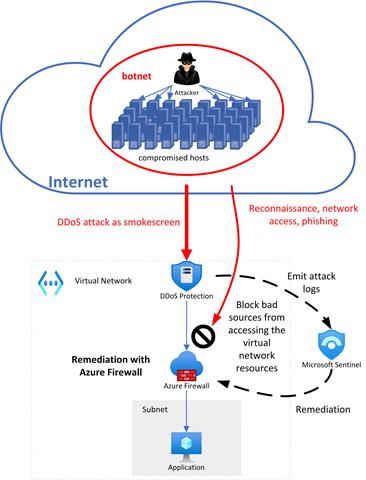 botnet
Attacker
compromised hosts
Internet
DDoS attack as smokescreen
Reconnaissance, network
access, phishing
Virtual Network
DDoS Protection
Emit attack
logs
Block bad
sources from
accessing the
virtual
network
resources
Remediation with
Azure Firewall
Microsoft Sentinel
Azure Firewall
Remediation
Subnet
Application